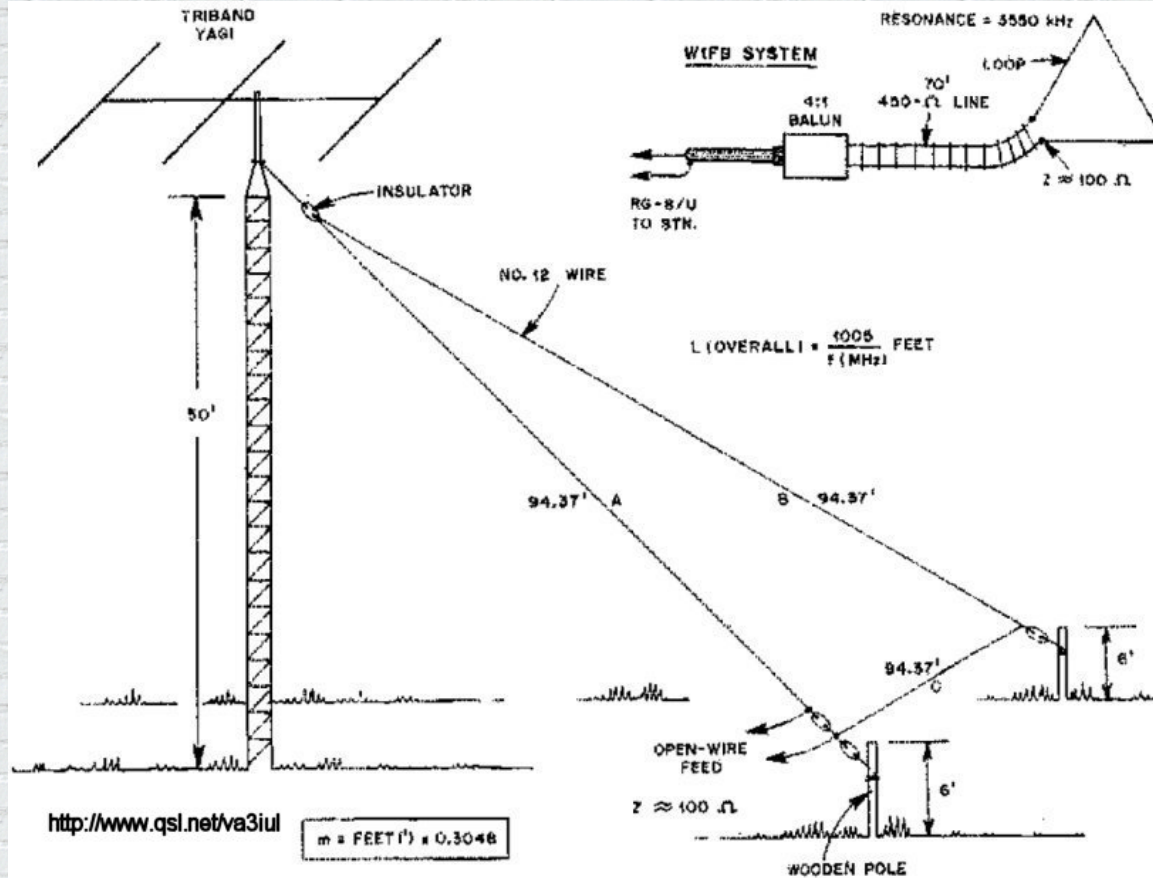 TRIBAND
YAGI
RESONANCE = 3550 kHz
W1FB SYSTEM
LOOP
70'
450-Ω LINE
4:1
BALUN
Z ≈ 100 Ω
RG-8/U
TO STN.
INSULATOR
NO. 12 WIRE
L (OVERALL) = 1005 FEET
f (MHz)
50'
94.37' A
B 94.37'
94.37'
C
6'
OPEN-WIRE
FEED
Z ≈ 100 Ω
6'
http://www.qsl.net/va3iul
m = FEET (') x 0.3048
WOODEN POLE